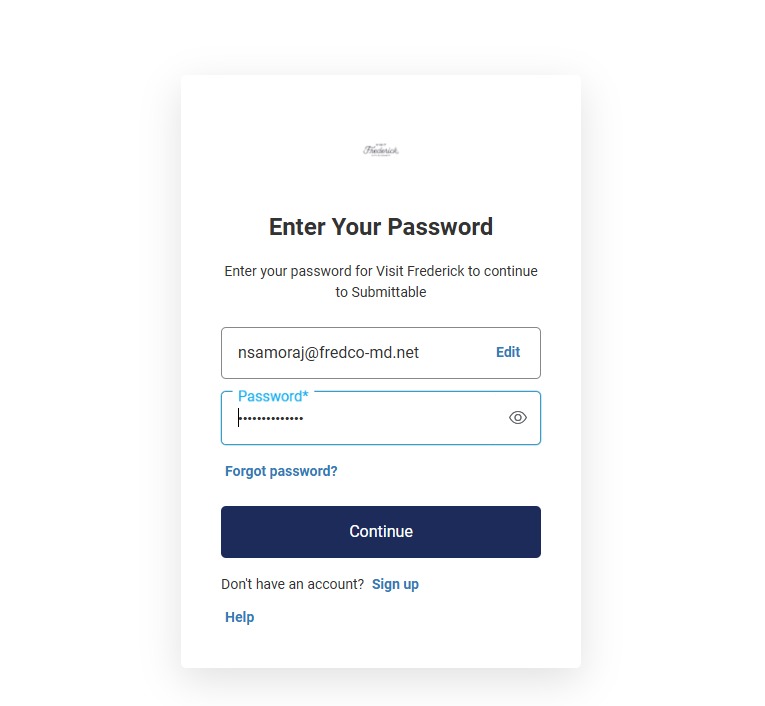 Frederick
Enter Your Password
Enter your password for Visit Frederick to continue
to Submittable
nsamoraj@fredco-md.net Edit
Password*
••••••••••••••
Forgot password?
Continue
Don't have an account? Sign up
Help